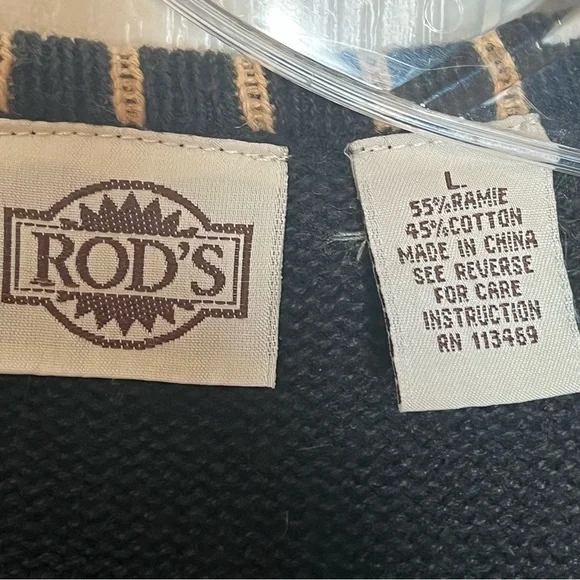 ROD'S
L.
55%RAMIE
45%COTTON
MADE IN CHINA
SEE REVERSE
FOR CARE
INSTRUCTION
RN 113469